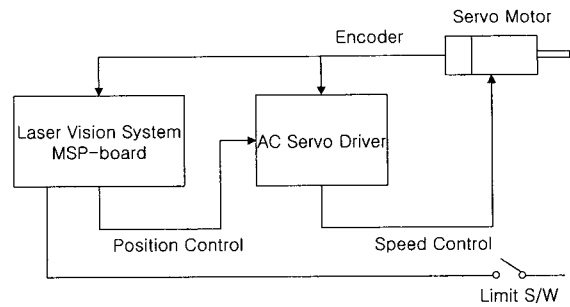 Servo Motor
Encoder
Laser Vision System
MSP-board
AC Servo Driver
Position Control
Speed Control
Limit S/W